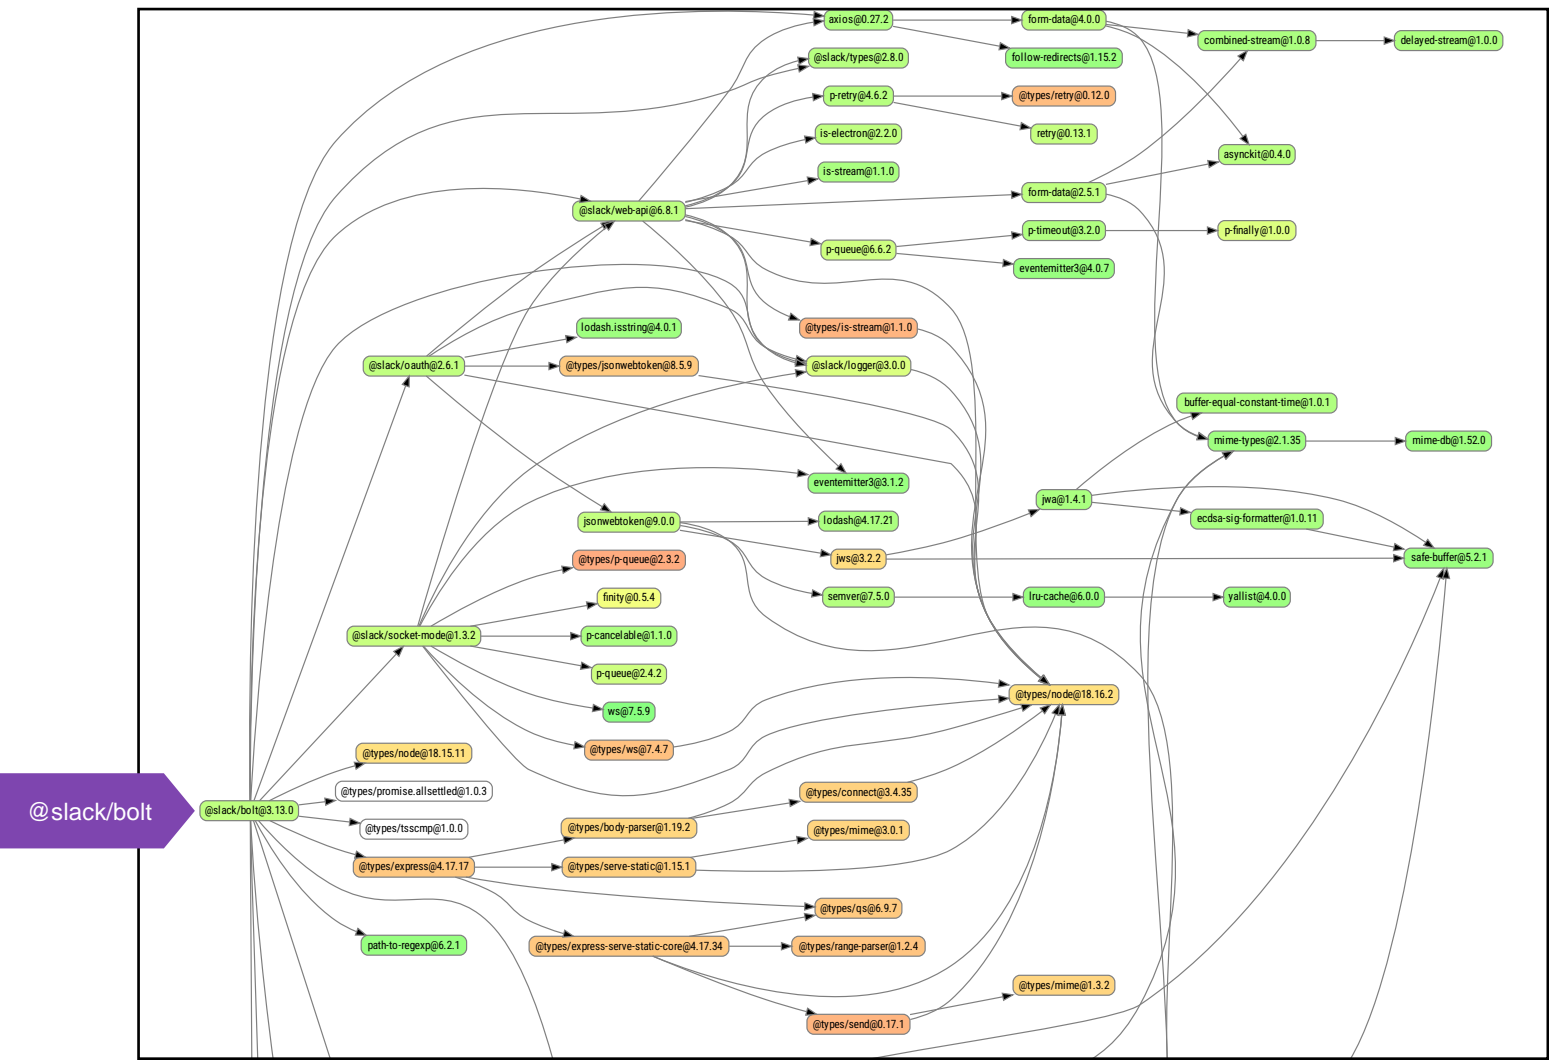 axios@0.27.2
form-data@4.0.0
combined-stream@1.0.8
delayed-stream@1.0.0
@slack/types@2.8.0
follow-redirects@1.15.2
p-retry@4.6.2
@types/retry@0.12.0
is-electron@2.2.0
retry@0.13.1
asynckit@0.4.0
is-stream@1.1.0
form-data@2.5.1
@slack/web-api@6.8.1
p-queue@6.6.2
p-timeout@3.2.0
p-finally@1.0.0
eventemitter3@4.0.7
lodash.isstring@4.0.1
@types/is-stream@1.1.0
@slack/oauth@2.6.1
@types/jsonwebtoken@8.5.9
@slack/logger@3.0.0
buffer-equal-constant-time@1.0.1
mime-types@2.1.35
mime-db@1.52.0
eventemitter3@3.1.2
jwa@1.4.1
jsonwebtoken@9.0.0
lodash@4.17.21
ecdsa-sig-formatter@1.0.11
@types/p-queue@2.3.2
jws@3.2.2
safe-buffer@5.2.1
finity@0.5.4
semver@7.5.0
lru-cache@6.0.0
yallist@4.0.0
@slack/socket-mode@1.3.2
p-cancelable@1.1.0
p-queue@2.4.2
@types/node@18.16.2
ws@7.5.9
@types/node@18.15.11
@types/ws@7.4.7
@types/promise.allsettled@1.0.3
@types/connect@3.4.35
@slack/bolt
@slack/bolt@3.13.0
@types/tsscmp@1.0.0
@types/body-parser@1.19.2
@types/mime@3.0.1
@types/express@4.17.17
@types/serve-static@1.15.1
@types/qs@6.9.7
path-to-regexp@6.2.1
@types/express-serve-static-core@4.17.34
@types/range-parser@1.2.4
@types/mime@1.3.2
@types/send@0.17.1